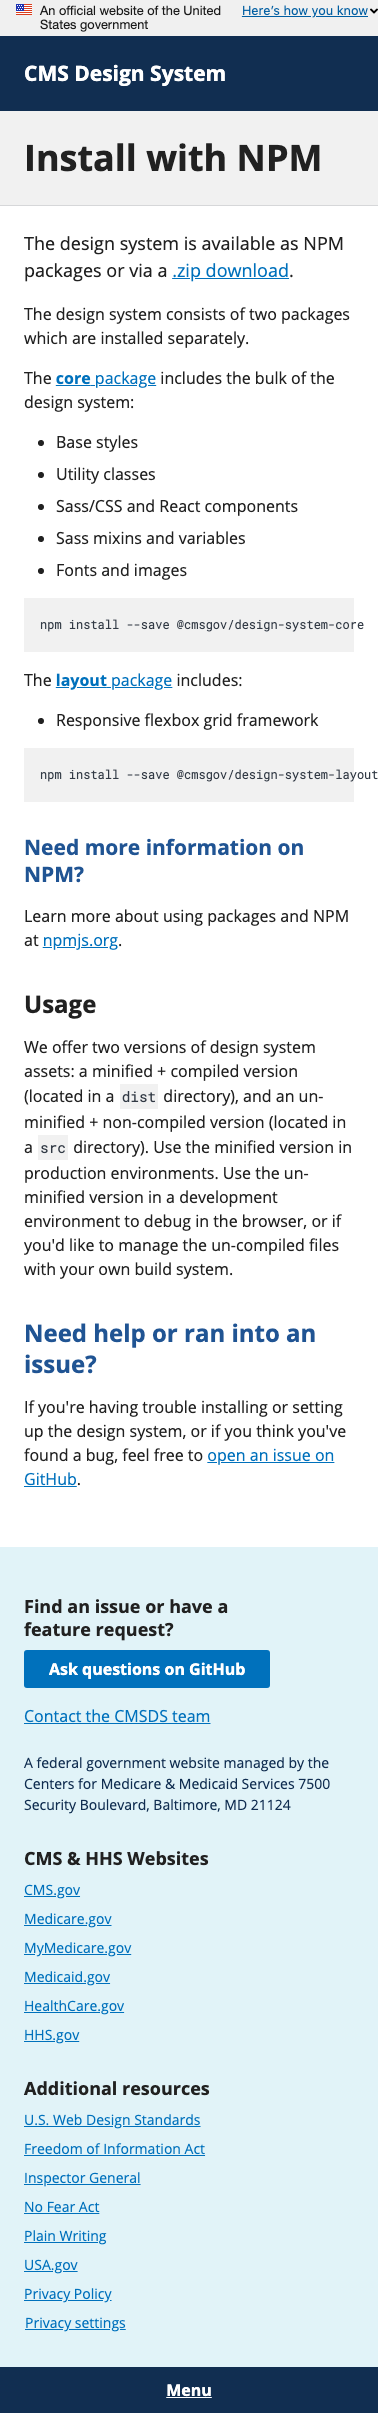 An official website of the United Here's how you know
States government
CMS Design System
Install with NPM
The design system is available as NPM
packages or via a .zip download.
The design system consists of two packages
which are installed separately.
The core package includes the bulk of the
design system:
• Base styles
• Utility classes
• Sass/CSS and React components
• Sass mixins and variables
• Fonts and images
npm install --save @cmsgov/design-system-core
The layout package includes:
• Responsive flexbox grid framework
npm install --save @cmsgov/design-system-layout
Need more information on
NPM?
Learn more about using packages and NPM
at npmjs.org.
Usage
We offer two versions of design system
assets: a minified + compiled version
(located in a dist directory), and an un-
minified + non-compiled version (located in
a src directory). Use the minified version in
production environments. Use the un-
minified version in a development
environment to debug in the browser, or if
you'd like to manage the un-compiled files
with your own build system.
Need help or ran into an
issue?
If you're having trouble installing or setting
up the design system, or if you think you've
found a bug, feel free to open an issue on
GitHub.
Find an issue or have a
feature request?
Ask questions on GitHub
Contact the CMSDS team
A federal government website managed by the
Centers for Medicare & Medicaid Services 7500
Security Boulevard, Baltimore, MD 21124
CMS & HHS Websites
CMS.gov
Medicare.gov
MyMedicare.gov
Medicaid.gov
HealthCare.gov
HHS.gov
Additional resources
U.S. Web Design Standards
Freedom of Information Act
Inspector General
No Fear Act
Plain Writing
USA.gov
Privacy Policy
Privacy settings
Menu